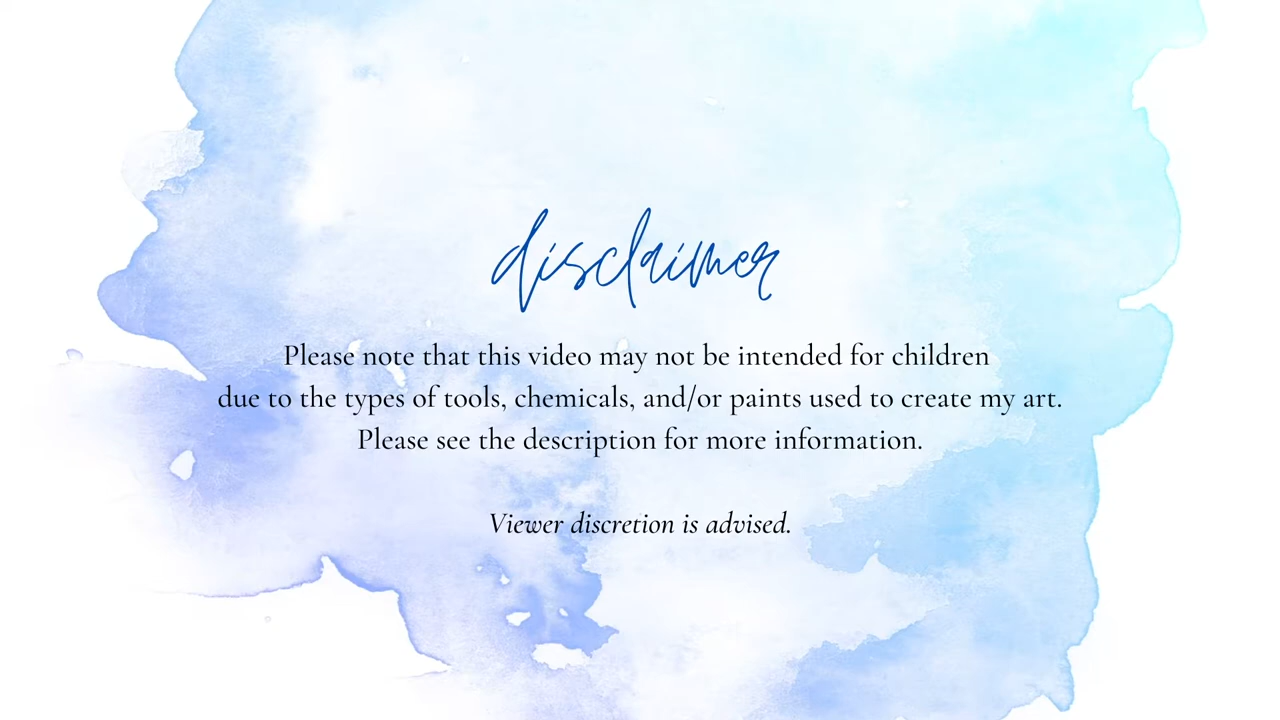 disclaimer
Please note that this video may not be intended for children
due to the types of tools, chemicals, and/or paints used to create my art.
Please see the description for more information.
Viewer discretion is advised.